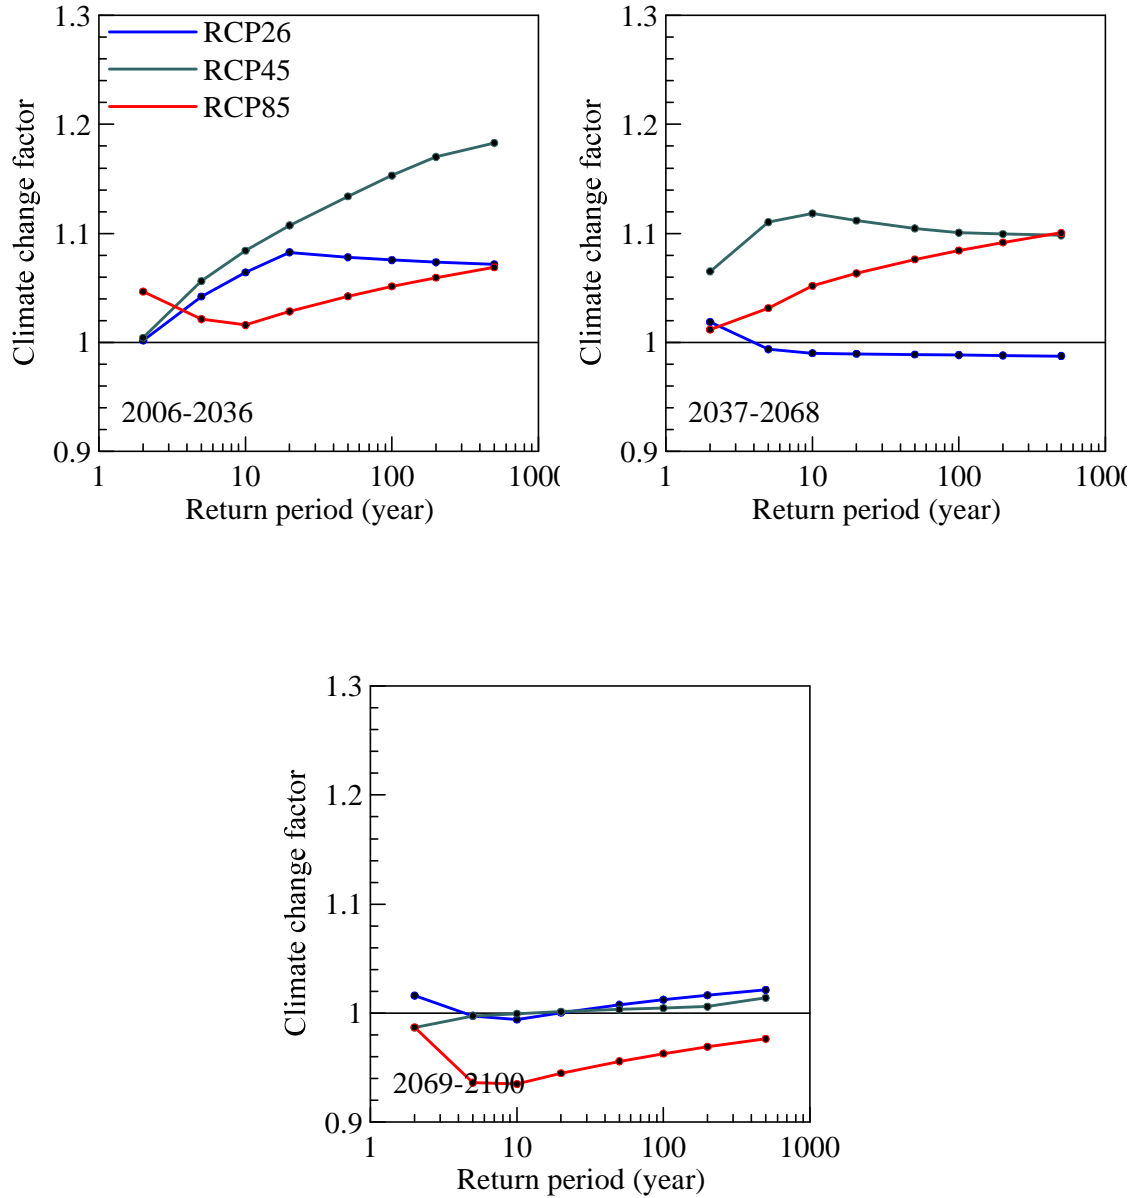 1.3
1.2
1.1
1
0.9
Climate change factor
RCP26
RCP45
RCP85
2006-2036
1 10 100 1000
Return period (year)
1.3
1.2
1.1
1
0.9
Climate change factor
2037-2068
1 10 100 1000
Return period (year)
1.3
1.2
1.1
1
0.9
Climate change factor
2069-2100
1 10 100 1000
Return period (year)